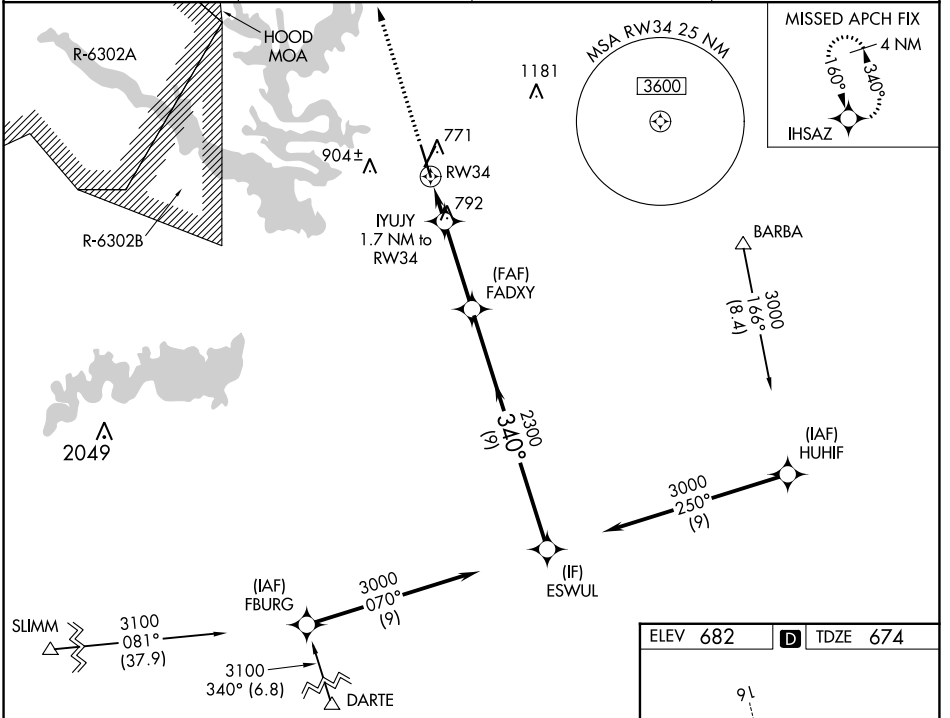 R-6302A
HOOD
MOA
R-6302B
904±
771
RW34
792
IYUJY
1.7 NM to
RW34
(FAF)
FADXY
1181
MSA RW34 25 NM
3600
MISSED APCH FIX
4 NM
160°
340°
IHSAZ
BARBA
3000
166°
(8.4)
2049
2300
340°
(9)
(IAF)
HUHIF
3000
250°
(9)
(IF)
ESWUL
(IAF)
FBURG
3000
070°
(9)
SLIMM
3100
081°
(37.9)
3100
340° (6.8)
DARTE
ELEV 682
D
TDZE 674
16